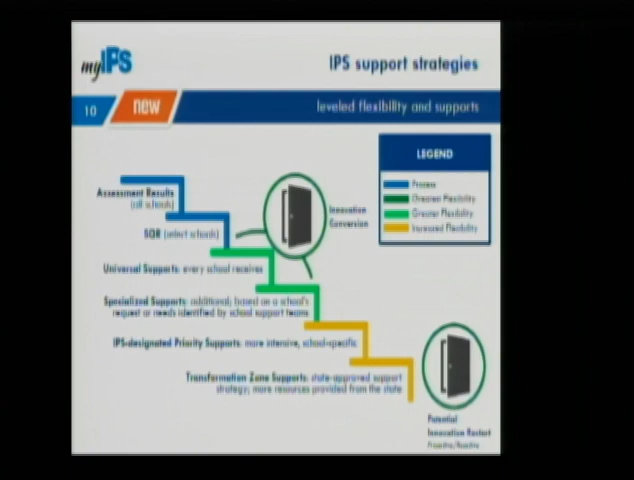 myIPS
IPS support strategies
10
new
leveled flexibility and supports
LEGEND
Process
Greatest Flexibility
Greater Flexibility
Increased Flexibility
Assessment Results
(all schools)
SQR (select schools)
Innovation
Conversion
Universal Supports: every school receives
Specialized Supports: additional; based on a school's
request or needs identified by school support teams
IPS-designated Priority Supports: more intensive, school-specific
Transformation Zone Supports: state-approved support
strategy; more resources provided from the state
Potential
Innovation Restart
Proactive/Reactive